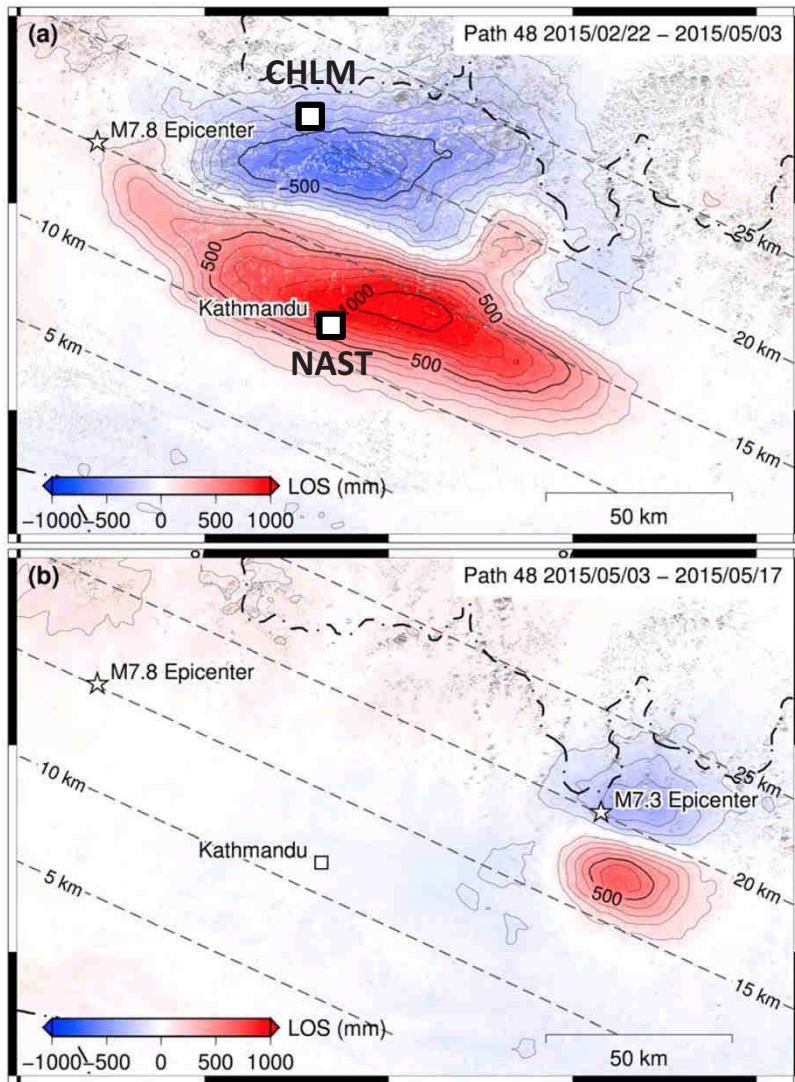 (a)
Path 48 2015/02/22 − 2015/05/03
CHLM
M7.8 Epicenter
−500
10 km
500
25 km
Kathmandu
1000
500
20 km
5 km
NAST
500
15 km
LOS (mm)
−1000 −500 0 500 1000
50 km
(b)
Path 48 2015/05/03 − 2015/05/17
M7.8 Epicenter
10 km
25 km
M7.3 Epicenter
Kathmandu
5 km
500
20 km
15 km
LOS (mm)
−1000 −500 0 500 1000
50 km